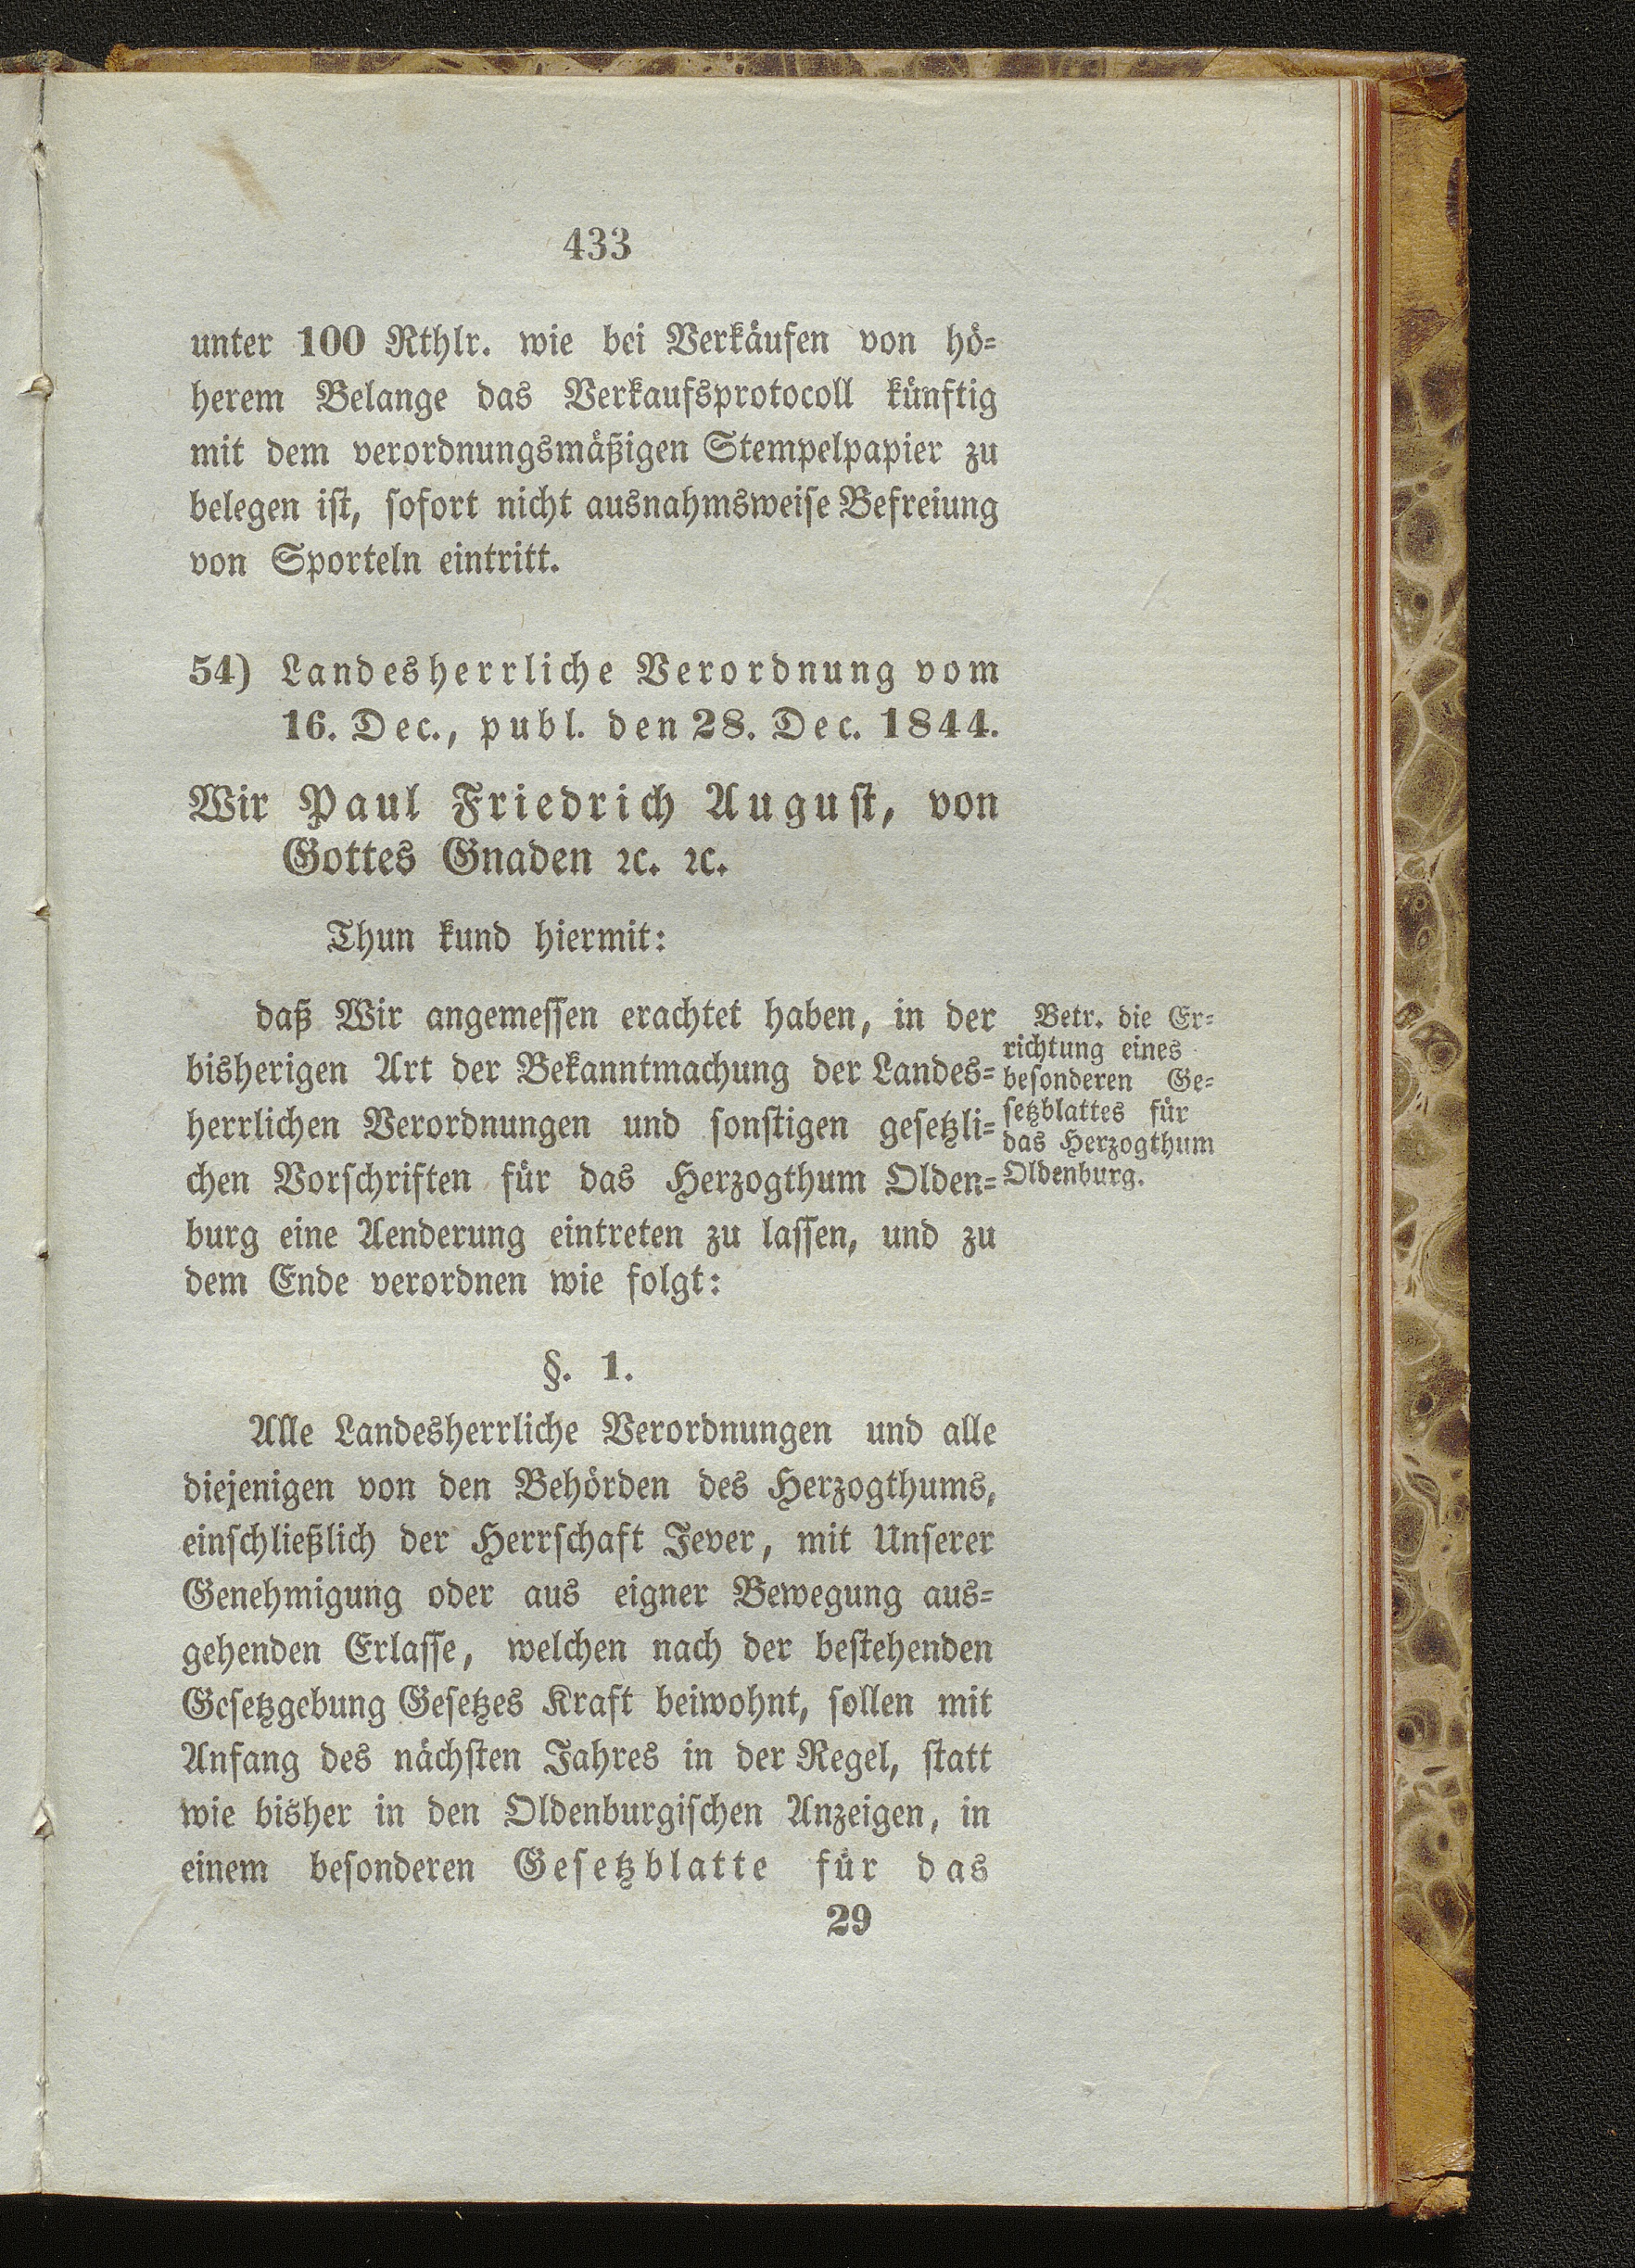 433
unter 100 Rthlr. wie bei Verkäufen von hö-
herem Belange das Verkaufsprotocoll künftig
mit dem verordnungsmäßigen Stempelpapier zu
belegen ist, sofort nicht ausnahmsweise Befreiung
von Sporteln eintritt.
54) Landesherrliche Verordnung vom
16. Dec., publ. den 28. Dec. 1844.
Wir Paul Friedrich August, von
Gottes Gnaden ꝛc. ꝛc.
Thun kund hiermit:
daß Wir angemessen erachtet haben, in der
bisherigen Art der Bekanntmachung der Landes-
herrlichen Verordnungen und sonstigen gesetzli-
chen Vorschriften für das Herzogthum Olden-
burg eine Aenderung eintreten zu lassen, und zu
dem Ende verordnen wie folgt:
Betr. die Er-
richtung eines
besonderen Ge-
setzblattes für
das Herzogthum
Oldenburg.
§. 1.
Alle Landesherrliche Verordnungen und alle
diejenigen von den Behörden des Herzogthums,
einschließlich der Herrschaft Jever, mit Unserer
Genehmigung oder aus eigner Bewegung aus-
gehenden Erlasse, welchen nach der bestehenden
Gesetzgebung Gesetzes Kraft beiwohnt, sollen mit
Anfang des nächsten Jahres in der Regel, statt
wie bisher in den Oldenburgischen Anzeigen, in
einem besonderen Gesetzblatte für das
29